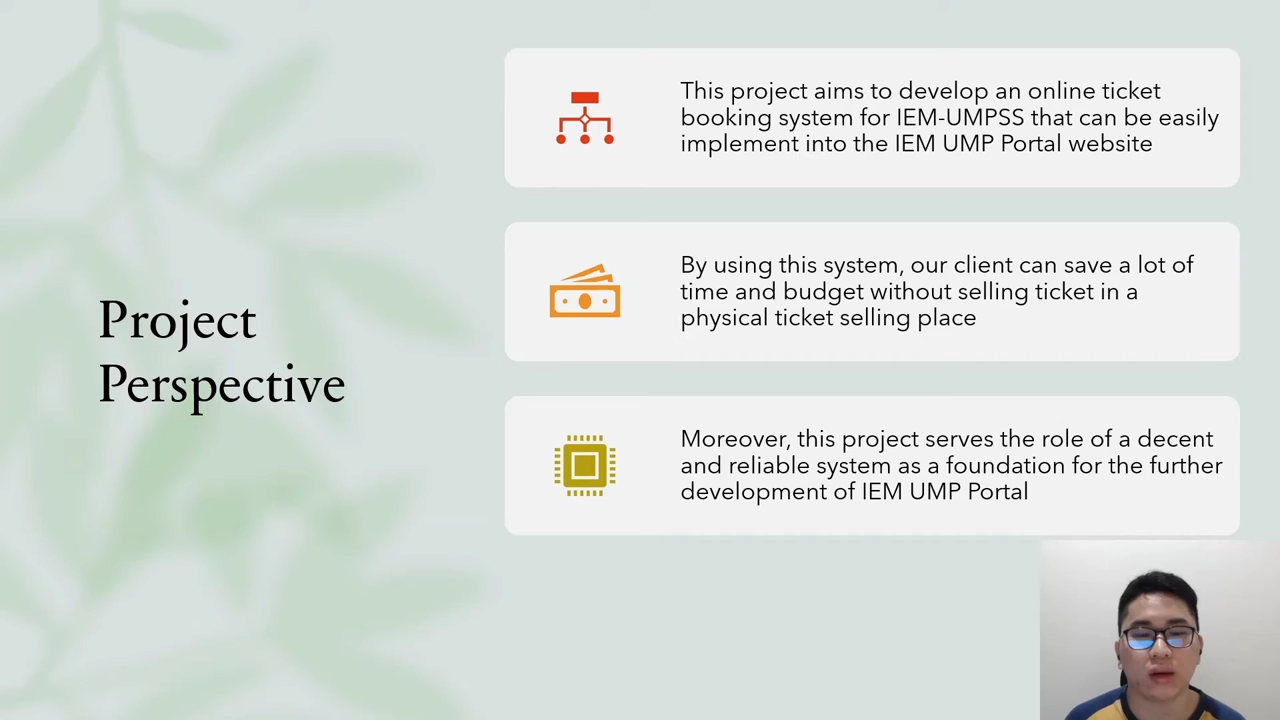 Project
Perspective
This project aims to develop an online ticket
booking system for IEM-UMPSS that can be easily
implement into the IEM UMP Portal website
By using this system, our client can save a lot of
time and budget without selling ticket in a
physical ticket selling place
Moreover, this project serves the role of a decent
and reliable system as a foundation for the further
development of IEM UMP Portal